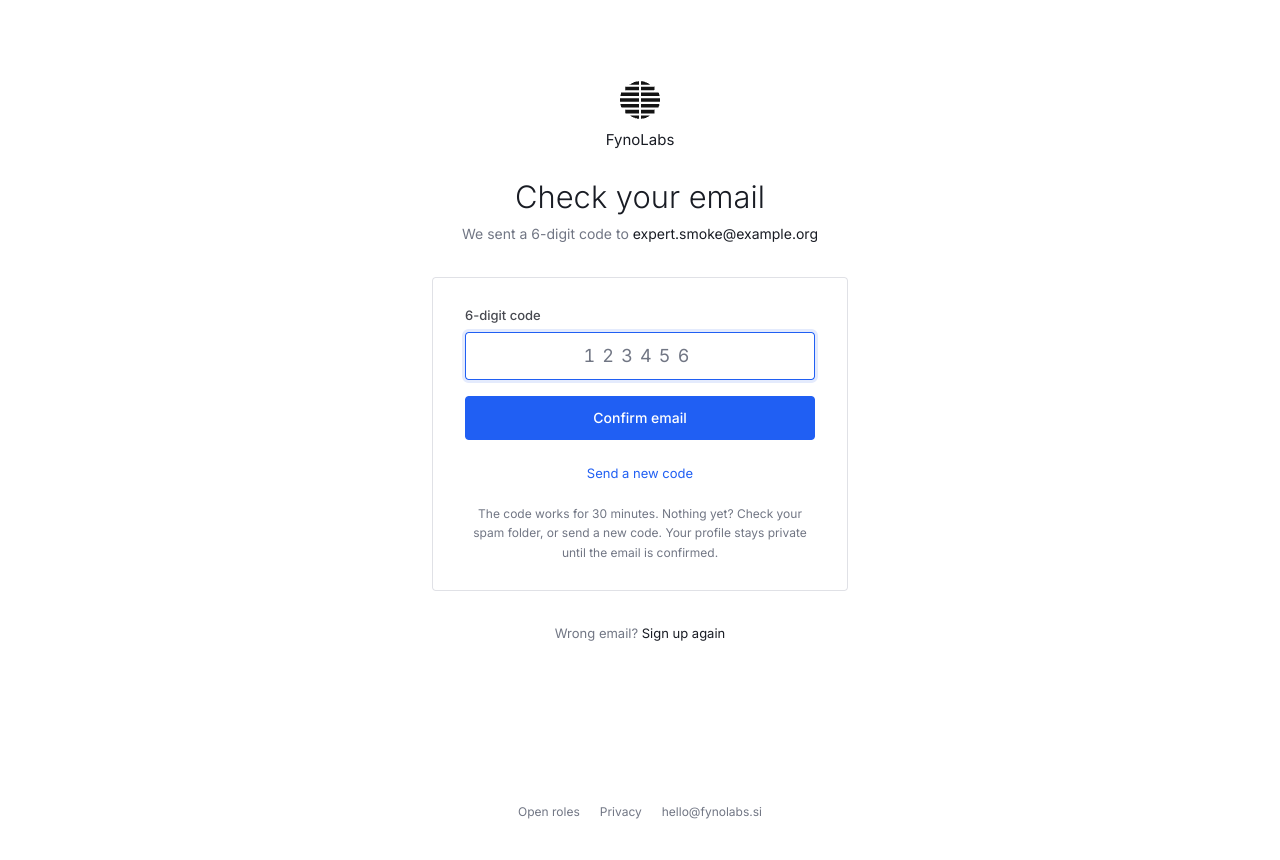 FynoLabs
Check your email
We sent a 6-digit code to expert.smoke@example.org
6-digit code
1 2 3 4 5 6
Confirm email
Send a new code
The code works for 30 minutes. Nothing yet? Check your
spam folder, or send a new code. Your profile stays private
until the email is confirmed.
Wrong email? Sign up again
Open roles Privacy hello@fynolabs.si